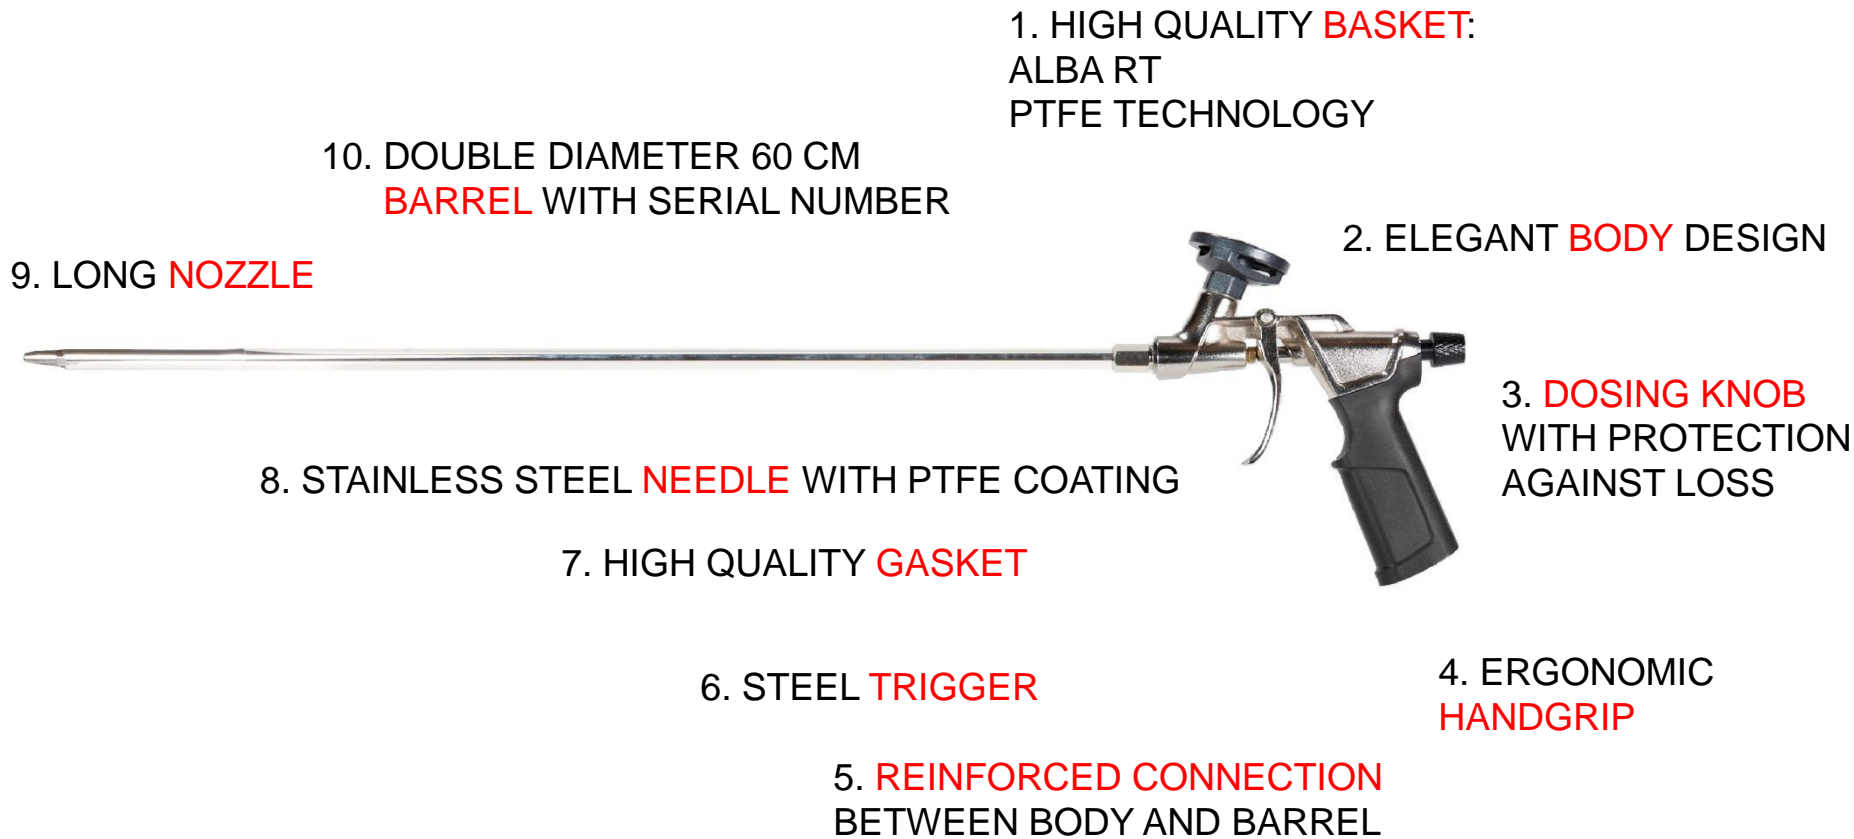 1. HIGH QUALITY BASKET:
ALBA RT
PTFE TECHNOLOGY
10. DOUBLE DIAMETER 60 CM
BARREL WITH SERIAL NUMBER
2. ELEGANT BODY DESIGN
9. LONG NOZZLE
3. DOSING KNOB
WITH PROTECTION
AGAINST LOSS
8. STAINLESS STEEL NEEDLE WITH PTFE COATING
7. HIGH QUALITY GASKET
6. STEEL TRIGGER
4. ERGONOMIC
HANDGRIP
5. REINFORCED CONNECTION
BETWEEN BODY AND BARREL